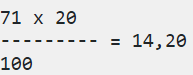 71 x 20
--------- = 14,20
100